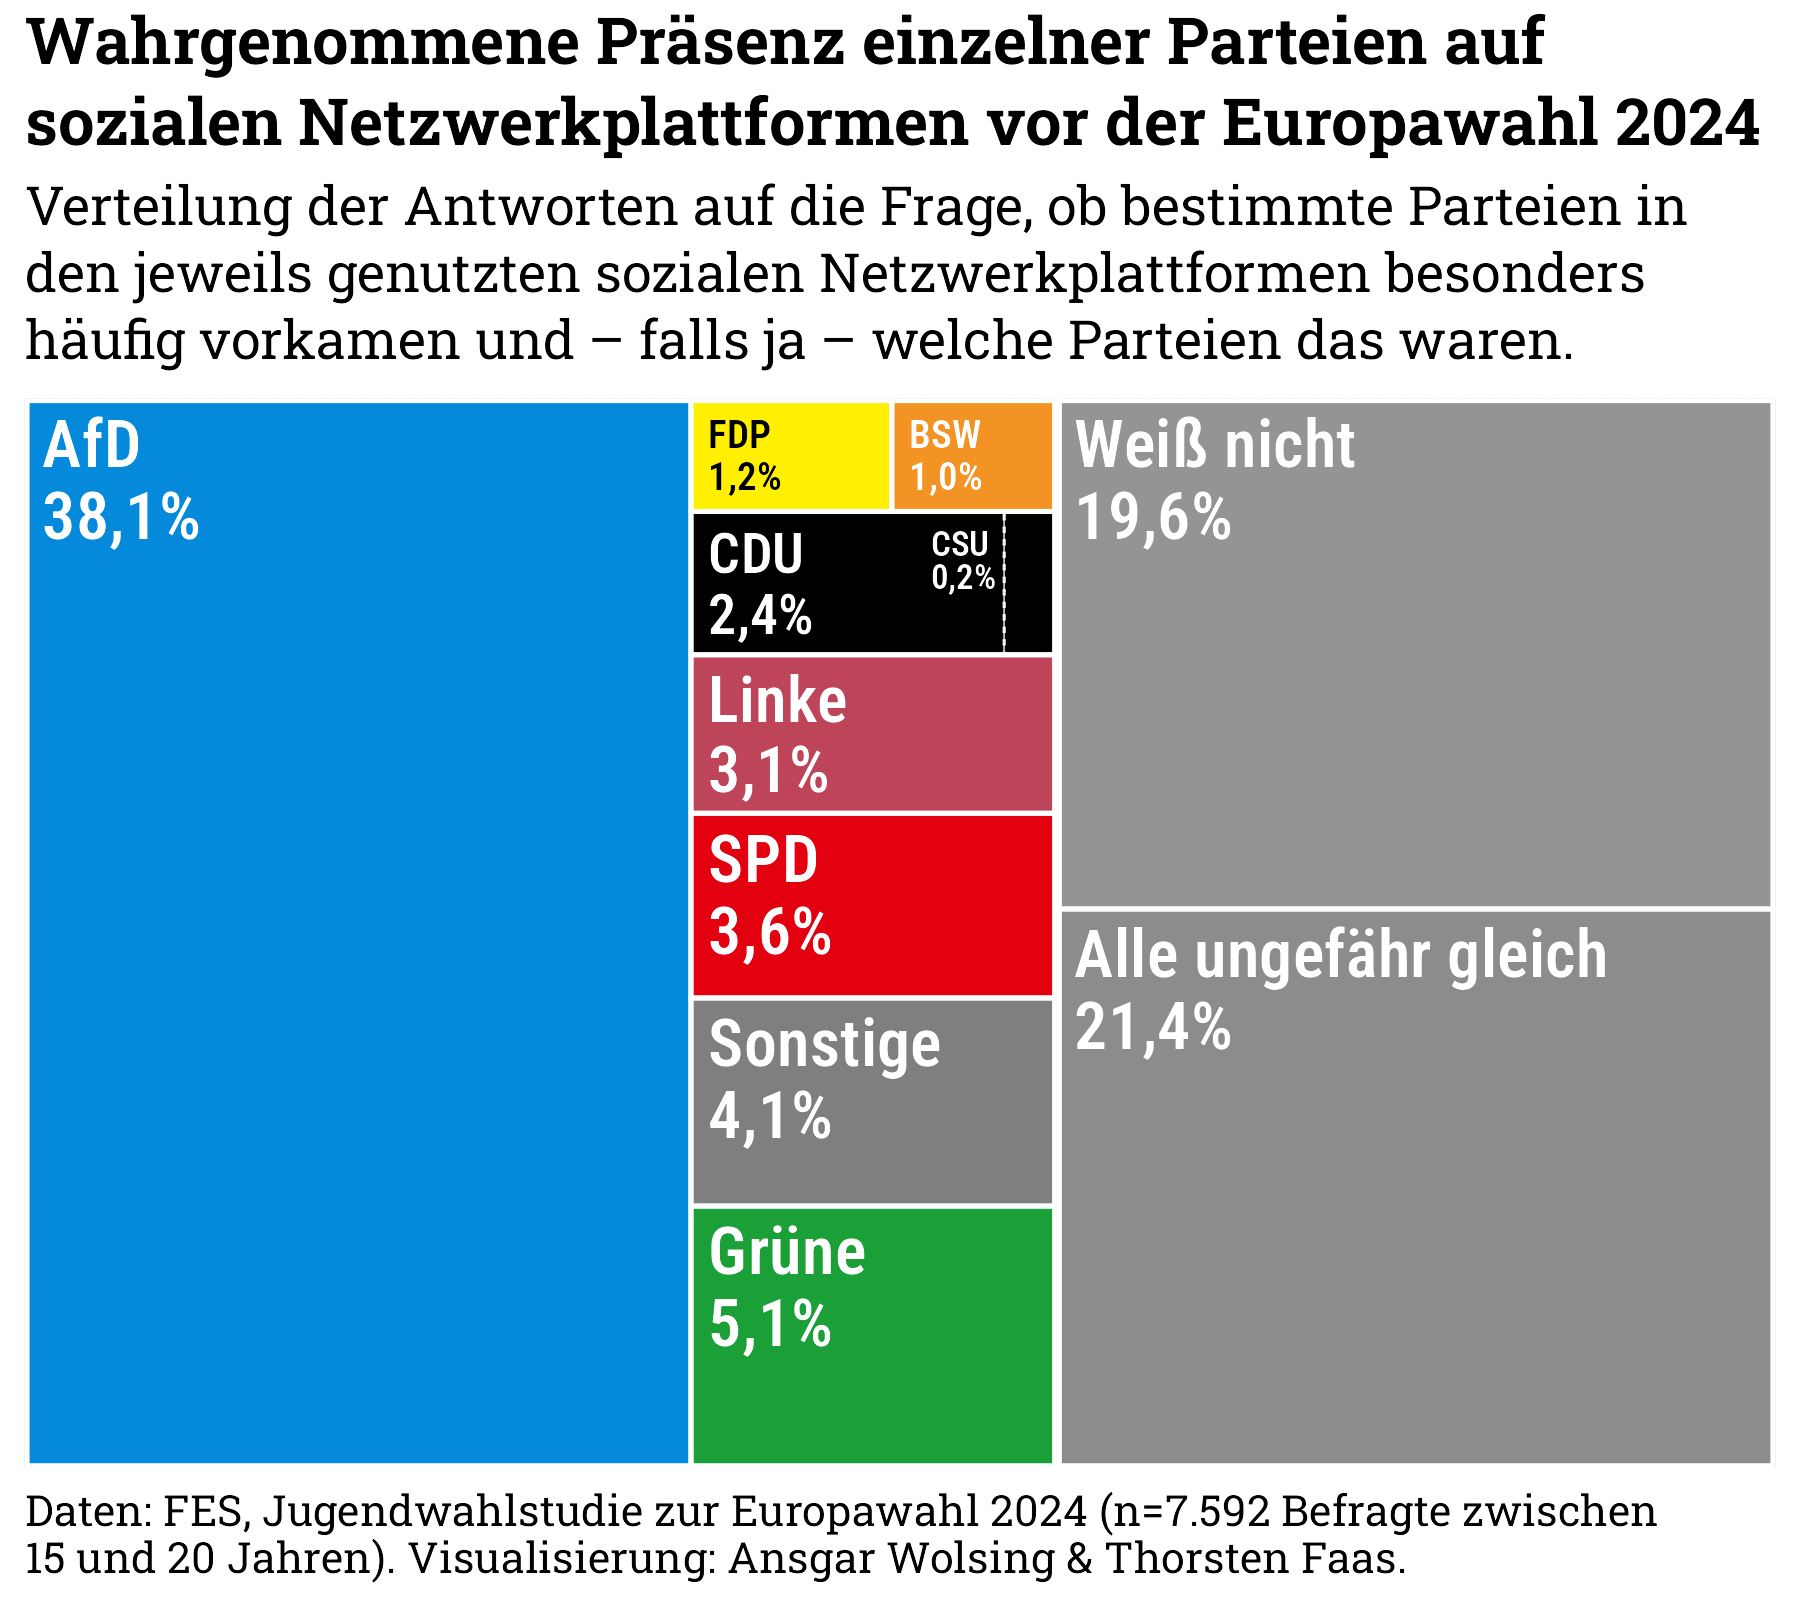 Wahrgenommene Präsenz einzelner Parteien auf
sozialen Netzwerkplattformen vor der Europawahl 2024
Verteilung der Antworten auf die Frage, ob bestimmte Parteien in
den jeweils genutzten sozialen Netzwerkplattformen besonders
häufig vorkamen und – falls ja – welche Parteien das waren.
AfD
38,1%
FDP
1,2%
BSW
1,0%
CDU
2,4%
CSU
0,2%
Linke
3,1%
SPD
3,6%
Sonstige
4,1%
Grüne
5,1%
Weiß nicht
19,6%
Alle ungefähr gleich
21,4%
Daten: FES, Jugendwahlstudie zur Europawahl 2024 (n=7.592 Befragte zwischen
15 und 20 Jahren). Visualisierung: Ansgar Wolsing & Thorsten Faas.